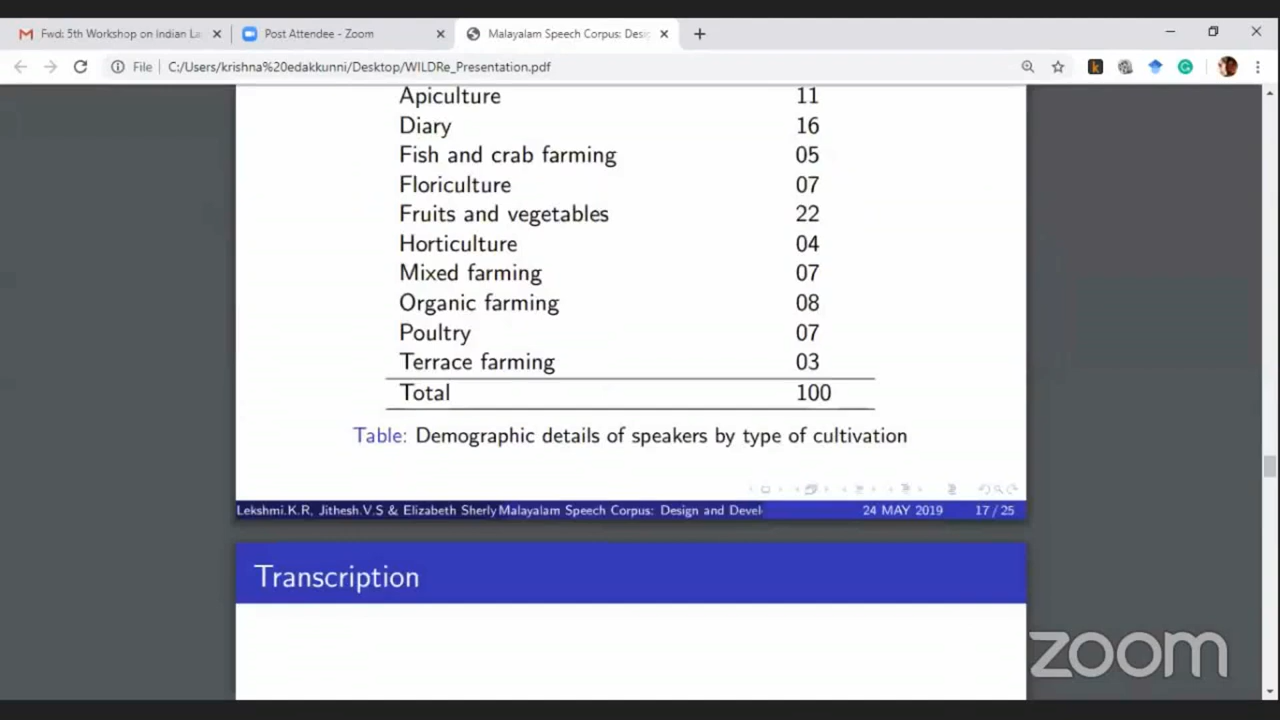 Fwd: 5th Workshop on Indian La
Post Attendee - Zoom
Malayalam Speech Corpus: Desi
File
C:/Users/krishna%20edakkunni/Desktop/WILDRe_Presentation.pdf
Apiculture 11
Diary 16
Fish and crab farming 05
Floriculture 07
Fruits and vegetables 22
Horticulture 04
Mixed farming 07
Organic farming 08
Poultry 07
Terrace farming 03
Total 100
Table: Demographic details of speakers by type of cultivation
Lekshmi.K.R, Jithesh.V.S & Elizabeth Sherly Malayalam Speech Corpus: Design and Devel 24 MAY 2019 17 / 25
Transcription
zoom